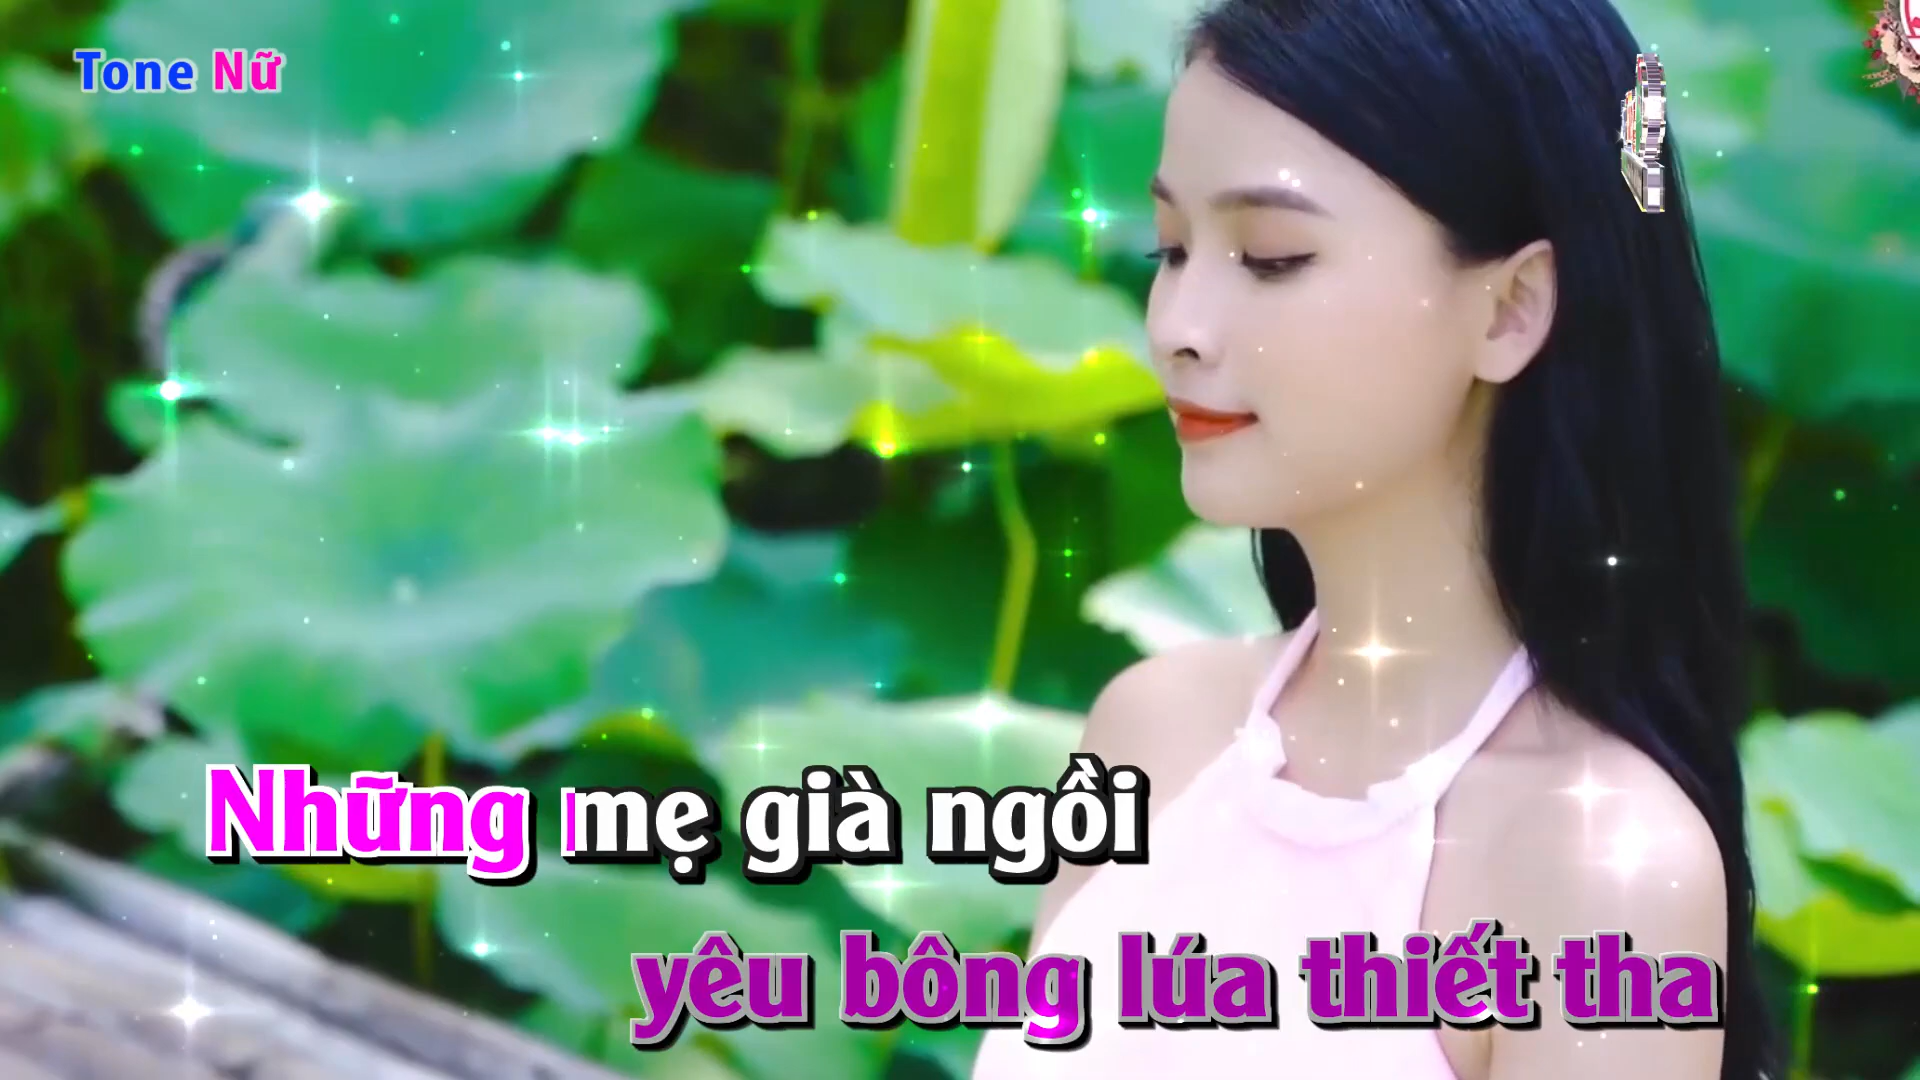 Tone Nữ
Những mẹ già ngồi
yêu bông lúa thiết tha